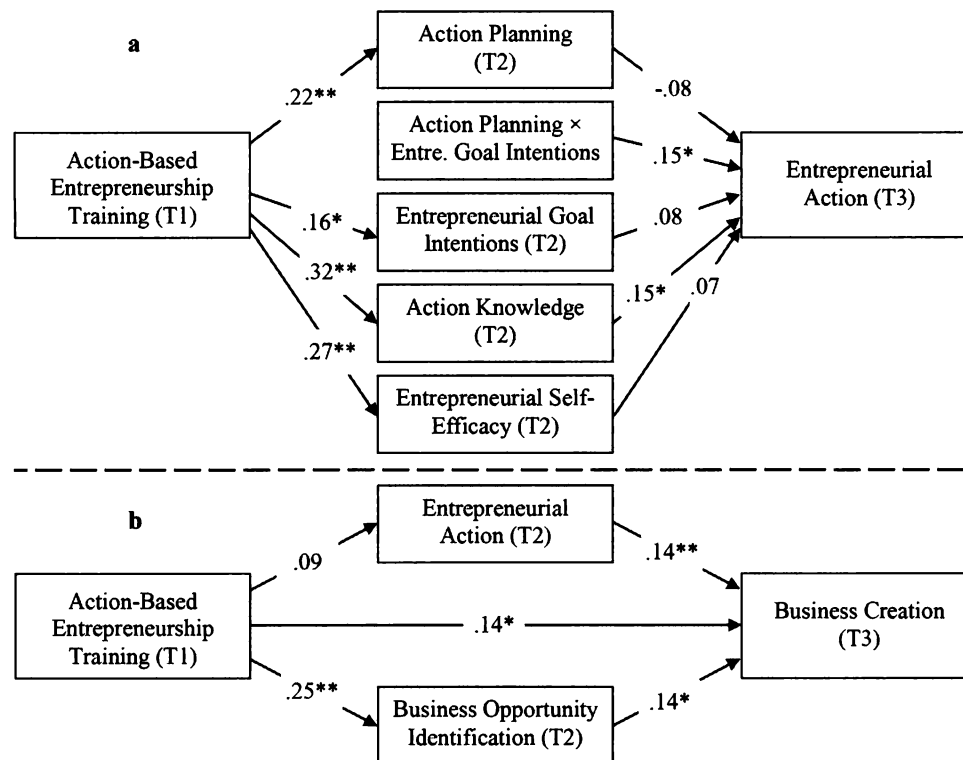 a
Action Planning
(T2)
.22**
-.08
Action Planning ×
Entre. Goal Intentions
.15*
Action-Based
Entrepreneurship
Training (T1)
Entrepreneurial
Action (T3)
.16*
Entrepreneurial Goal
Intentions (T2)
.08
.32**
Action Knowledge
(T2)
.15*
.07
.27**
Entrepreneurial Self-
Efficacy (T2)
b
Entrepreneurial
Action (T2)
.09
.14**
Action-Based
Entrepreneurship
Training (T1)
.14*
Business Creation
(T3)
.25**
Business Opportunity
Identification (T2)
.14*